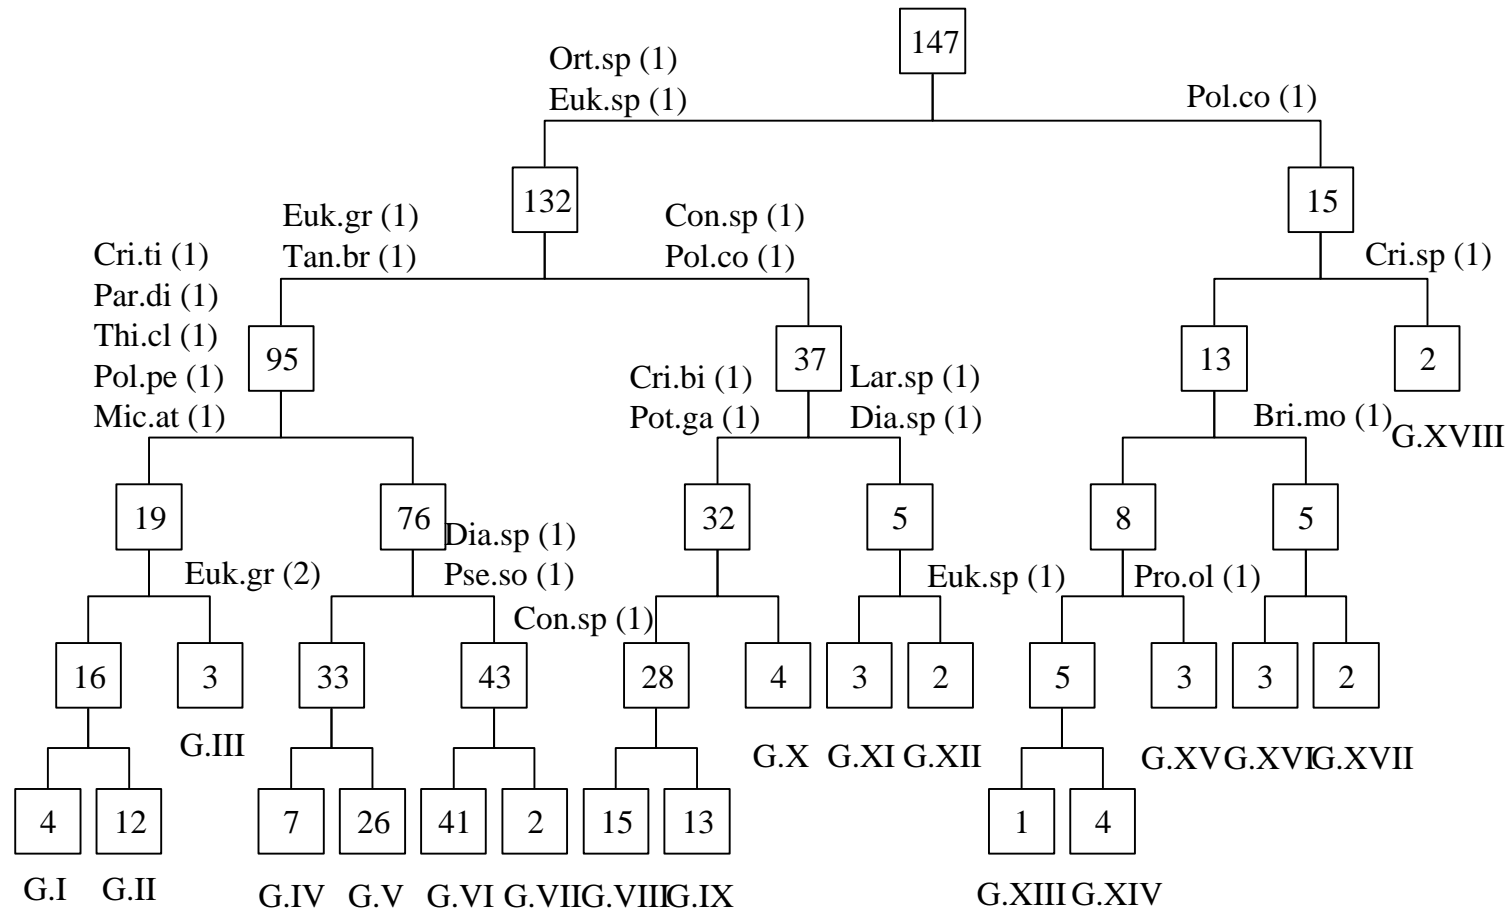 147
Ort.sp (1)
Euk.sp (1)
Pol.co (1)
132
15
Euk.gr (1)
Tan.br (1)
Con.sp (1)
Pol.co (1)
Cri.sp (1)
Cri.ti (1)
Par.di (1)
Thi.cl (1)
Pol.pe (1)
Mic.at (1)
95
37
13
2
Cri.bi (1)
Pot.ga (1)
Lar.sp (1)
Dia.sp (1)
Bri.mo (1)
G.XVIII
19
76
32
5
8
5
Dia.sp (1)
Pse.so (1)
Euk.gr (2)
Con.sp (1)
Euk.sp (1)
Pro.ol (1)
16
3
33
43
28
4
3
2
5
3
3
2
G.III
G.X
G.XI
G.XII
G.XV
G.XVI
G.XVII
4
12
7
26
41
2
15
13
1
4
G.I
G.II
G.IV
G.V
G.VI
G.VII
G.VIII
G.IX
G.XIII
G.XIV